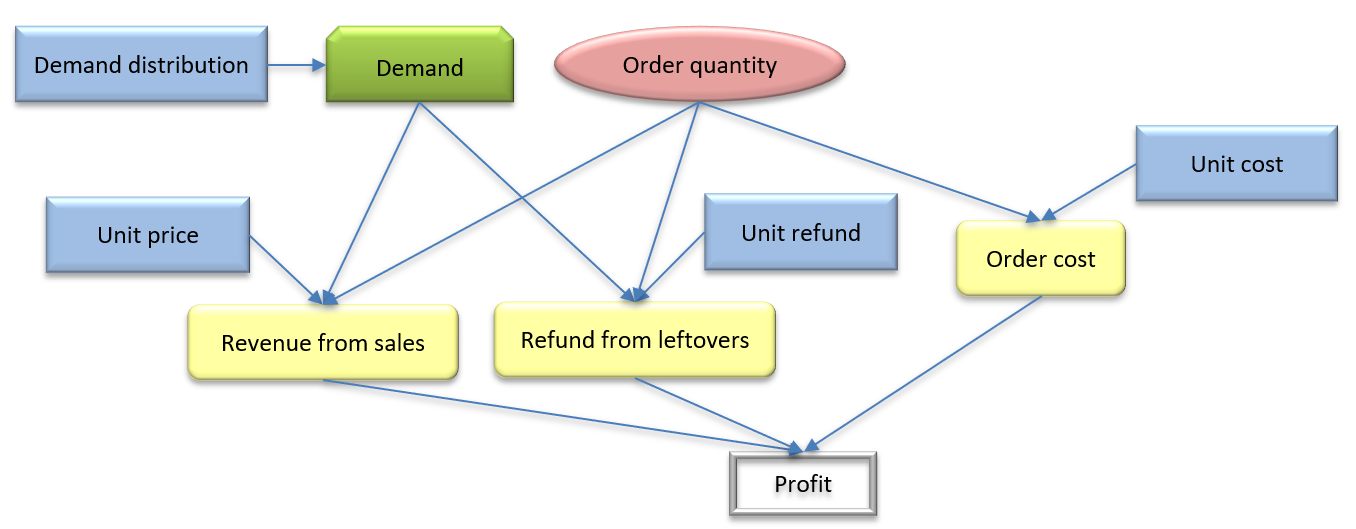 Demand distribution
Demand
Order quantity
Unit cost
Unit price
Unit refund
Order cost
Revenue from sales
Refund from leftovers
Profit